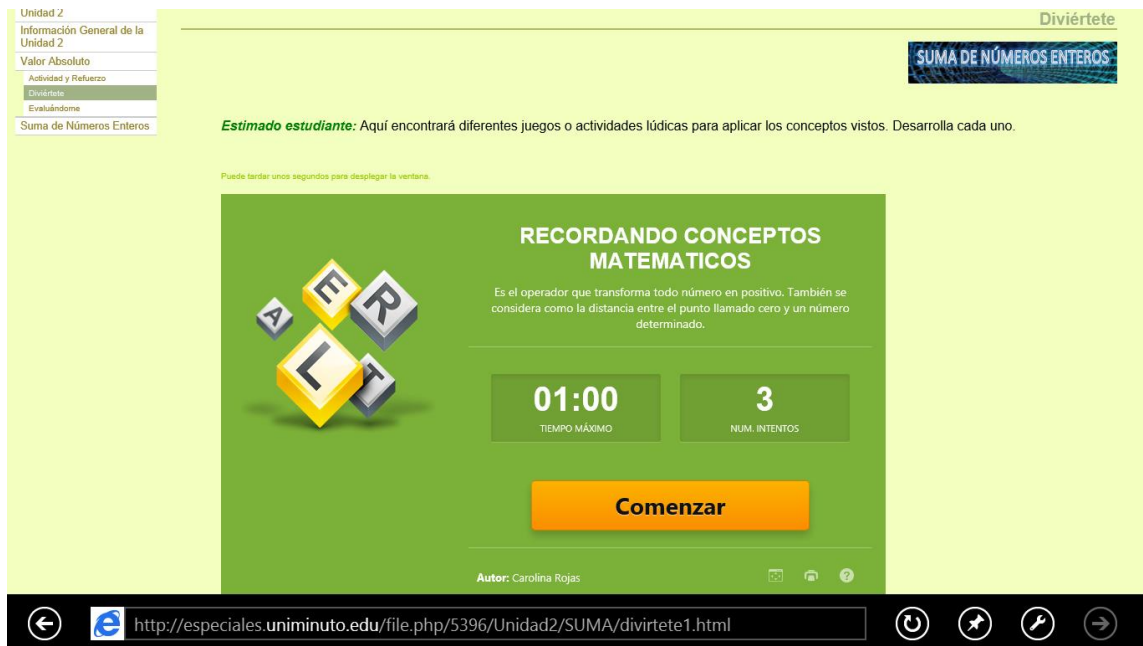 Unidad 2
Información General de la
Unidad 2
Valor Absoluto
Actividad y Refuerzo
Diviértete
Evaluándome
Suma de Números Enteros
Diviértete
SUMA DE NÚMEROS ENTEROS
Estimado estudiante: Aquí encontrará diferentes juegos o actividades lúdicas para aplicar los conceptos vistos. Desarrolla cada uno.
Puede tardar unos segundos para desplegar la ventana.
A
E
R
L
T
RECORDANDO CONCEPTOS
MATEMATICOS
Es el operador que transforma todo número en positivo. También se
considera como la distancia entre el punto llamado cero y un número
determinado.
01:00
TIEMPO MÁXIMO
3
NUM. INTENTOS
Comenzar
Autor: Carolina Rojas
?
http://especiales.uniminuto.edu/file.php/5396/Unidad2/SUMA/divirtete1.html